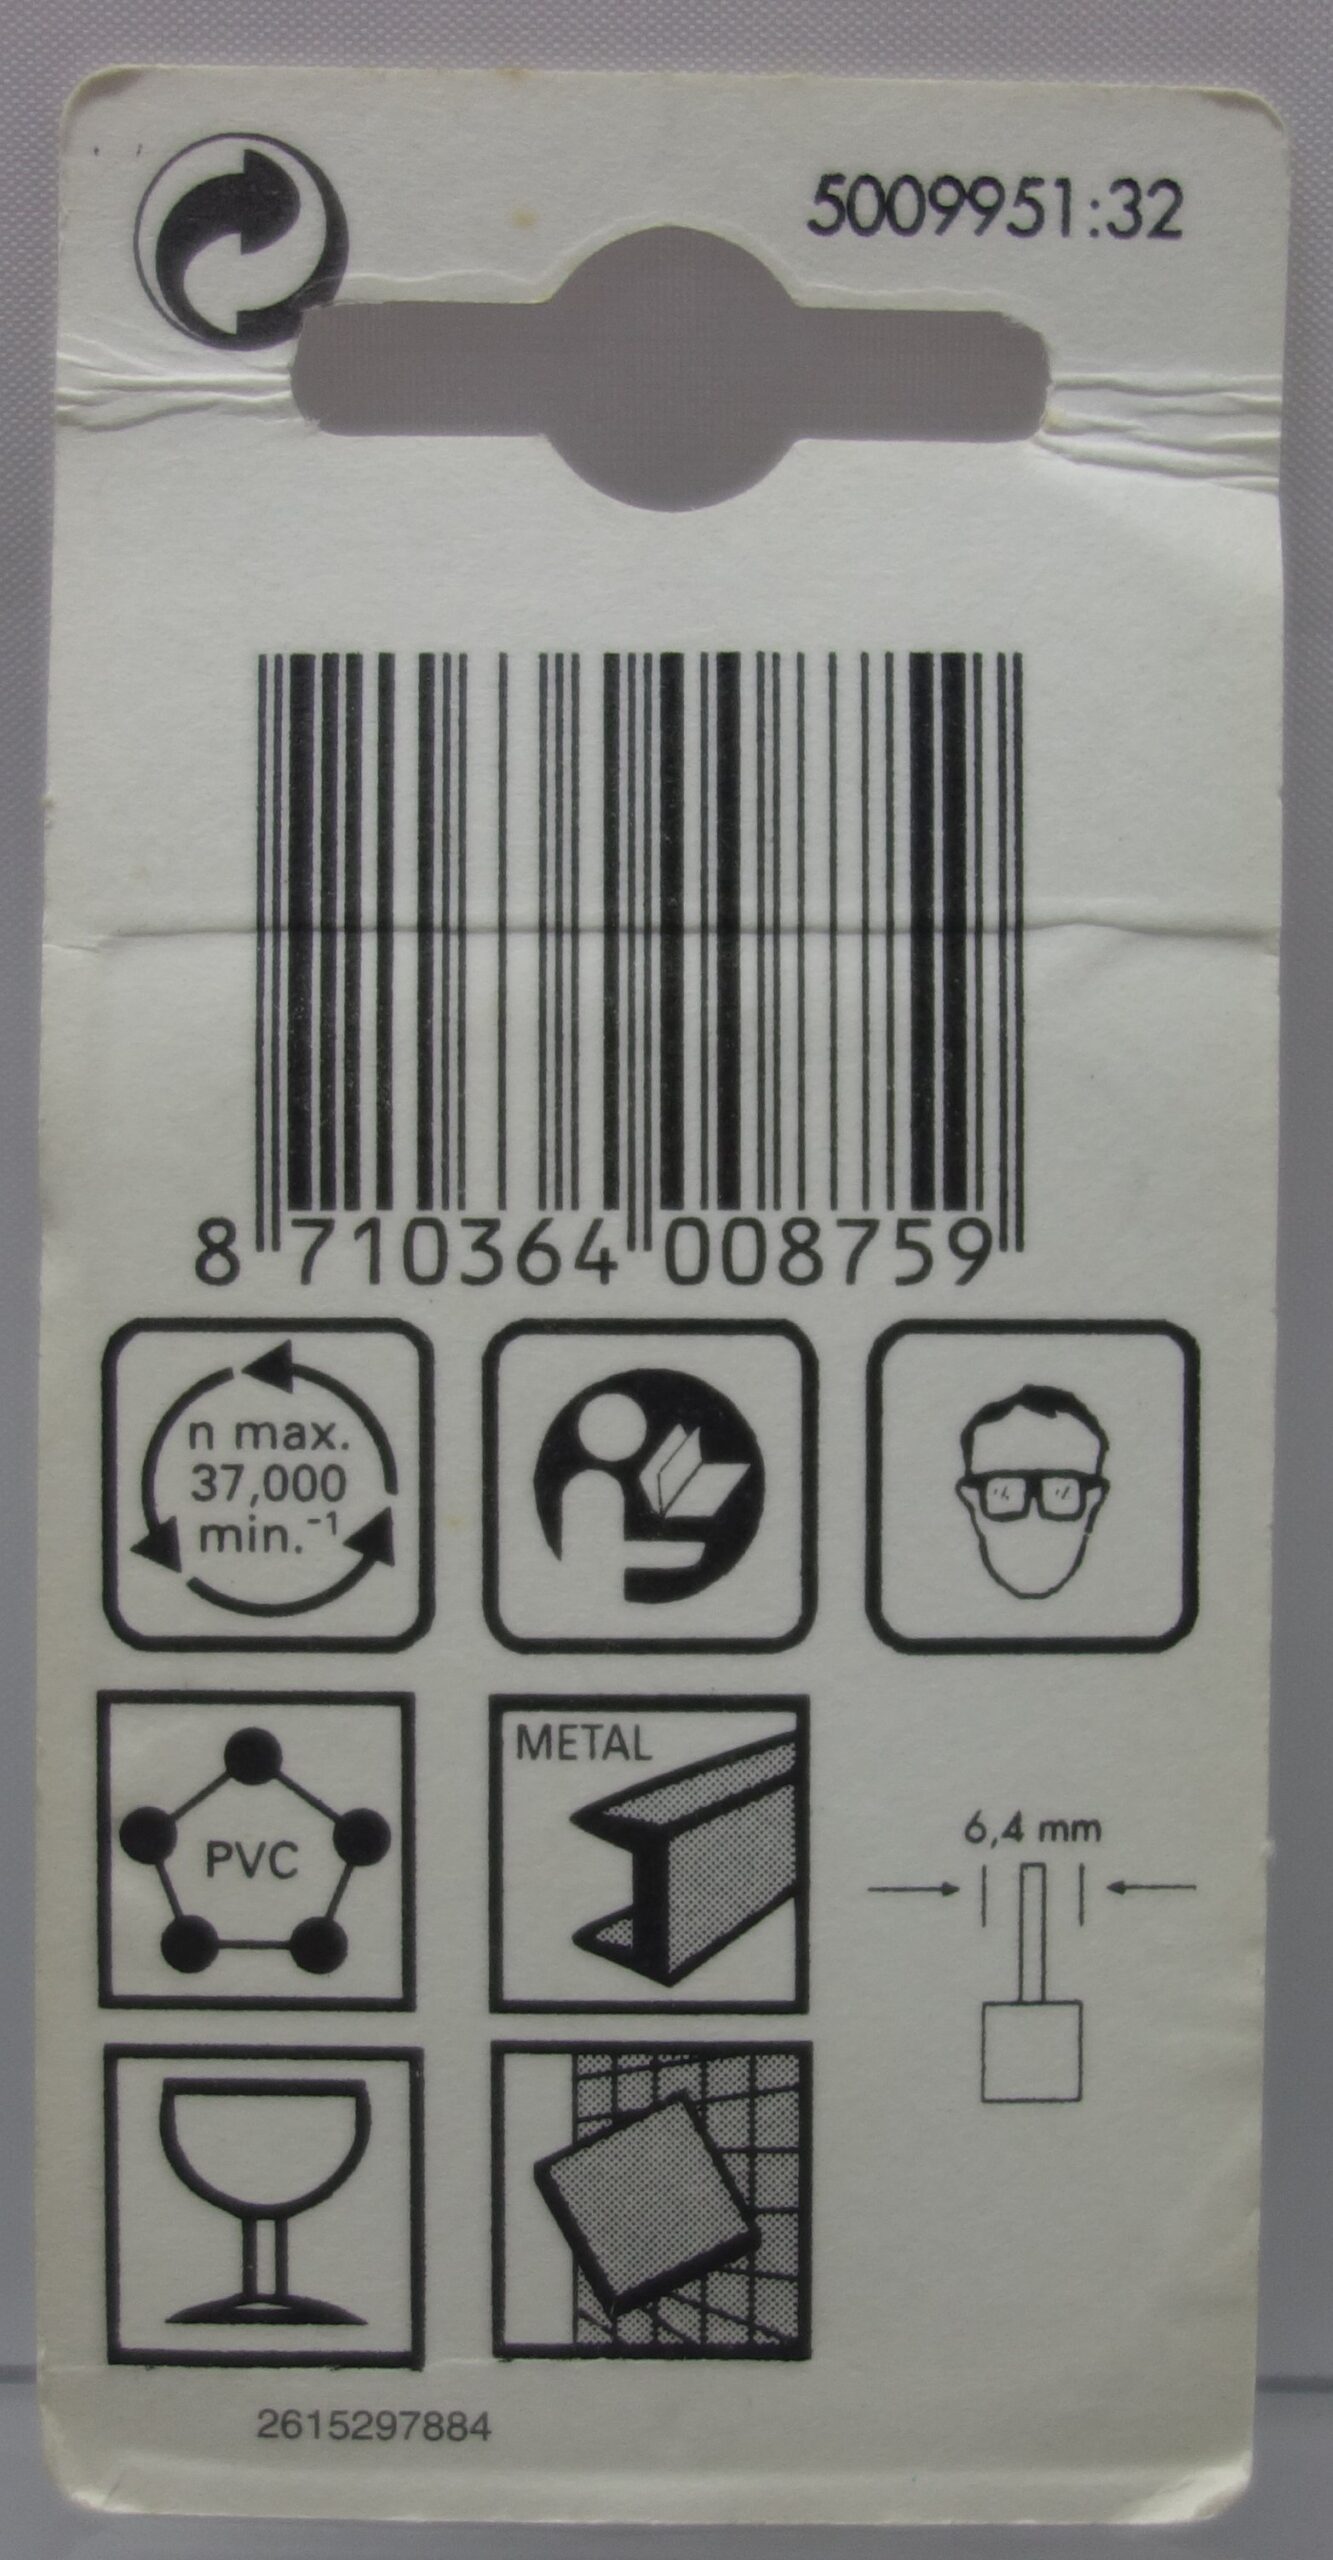 5009951:32
8 710364 008759
n max.
37,000
min.⁻¹
PVC
METAL
6,4 mm
2615297884